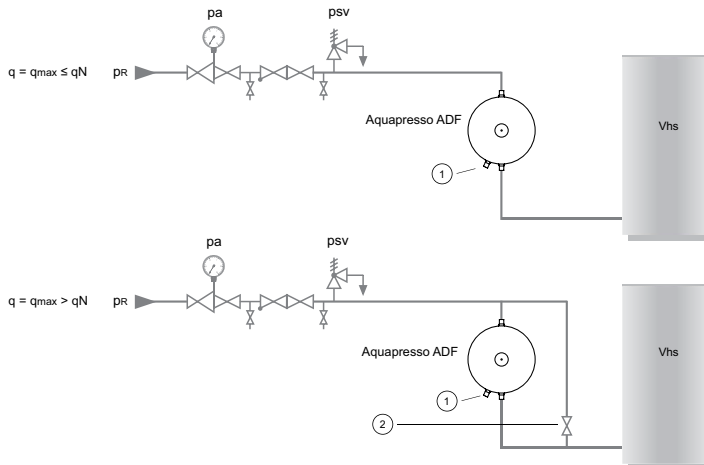 pa
psv
q = qmax ≤ qN
pR
Aquapresso ADF
Vhs
1
pa
psv
q = qmax > qN
pR
Aquapresso ADF
Vhs
1
2